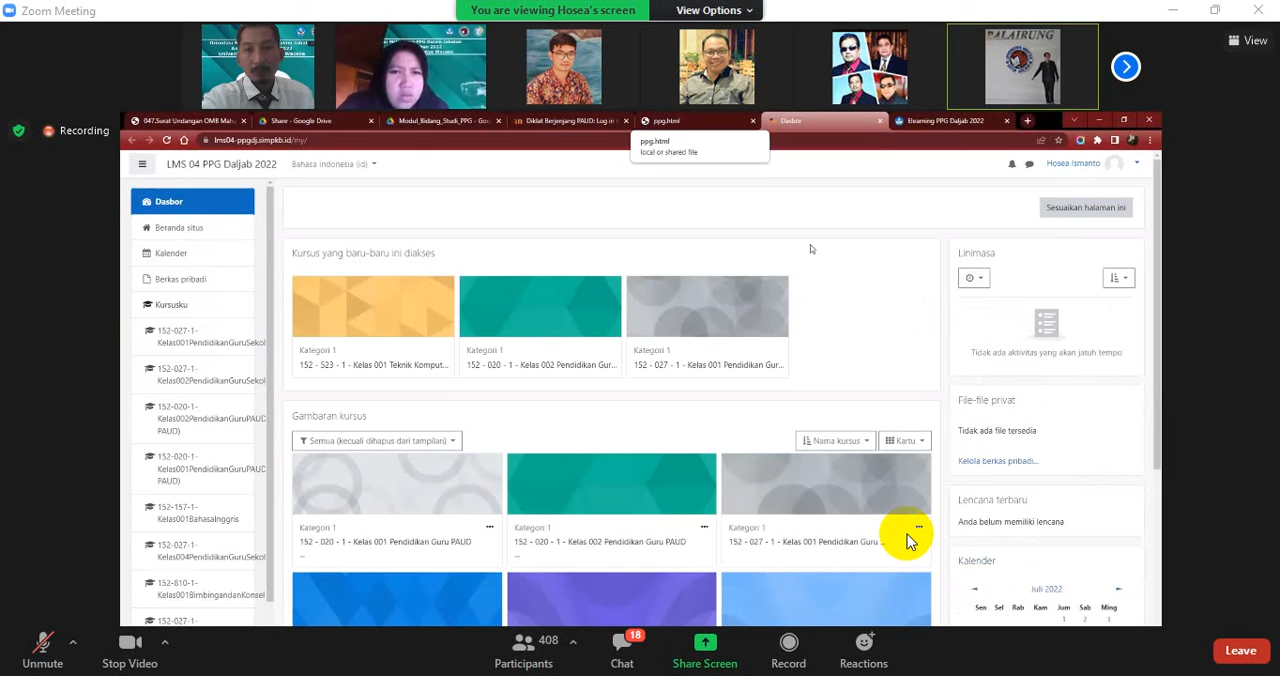 Zoom Meeting
You are viewing Hosea's screen
View Options
View
Recording
047.Surat Undangan OMB Mah
Share - Google Drive
Modul_Bidang_Studi_PPG - Goo
Diklat Berjenjang PAUD: Log in t
ppg.html
Dasbor
Elearning PPG Daljab 2022
lms04-ppgdj.simpkb.id/my/
ppg.html
local or shared file
LMS 04 PPG Daljab 2022
Bahasa Indonesia (id)
Hosea Ismanto
Dasbor
Beranda situs
Kalender
Berkas pribadi
Kursusku
152-027-1-
Kelas001PendidikanGuruSekol
152-027-1-
Kelas002PendidikanGuruSekol
152-020-1-
Kelas002PendidikanGuruPAUD
PAUD)
152-020-1-
Kelas001PendidikanGuruPAUD
PAUD)
152-157-1-
Kelas001BahasaInggris
152-027-1-
Kelas004PendidikanGuruSekol
152-810-1-
Kelas001BimbingandanKonsel
152-027-1-
Sesuaikan halaman ini
Kursus yang baru-baru ini diakses
Kategori 1
152 - 523 - 1 - Kelas 001 Teknik Komput...
Kategori 1
152 - 020 - 1 - Kelas 002 Pendidikan Gur...
Kategori 1
152 - 027 - 1 - Kelas 001 Pendidikan Gur...
Gambaran kursus
Semua (kecuali dihapus dari tampilan)
Nama kursus
Kartu
Kategori 1
152 - 020 - 1 - Kelas 001 Pendidikan Guru PAUD
...
Kategori 1
152 - 020 - 1 - Kelas 002 Pendidikan Guru PAUD
...
Kategori 1
152 - 027 - 1 - Kelas 001 Pendidikan Guru ...
Linimasa
Tidak ada aktivitas yang akan jatuh tempo
File-file privat
Tidak ada file tersedia
Kelola berkas pribadi...
Lencana terbaru
Anda belum memiliki lencana
Kalender
Juli 2022
Sen Sel Rab Kam Jum Sab Ming
1 2 3
Unmute
Stop Video
408
Participants
18
Chat
Share Screen
Record
Reactions
Leave